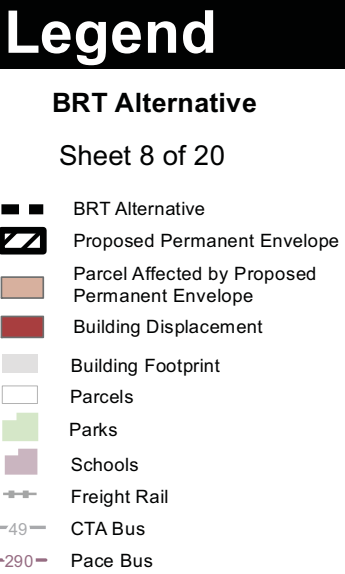 Legend
BRT Alternative
Sheet 8 of 20
BRT Alternative
Proposed Permanent Envelope
Parcel Affected by Proposed
Permanent Envelope
Building Displacement
Building Footprint
Parcels
Parks
Schools
Freight Rail
49 CTA Bus
290 Pace Bus